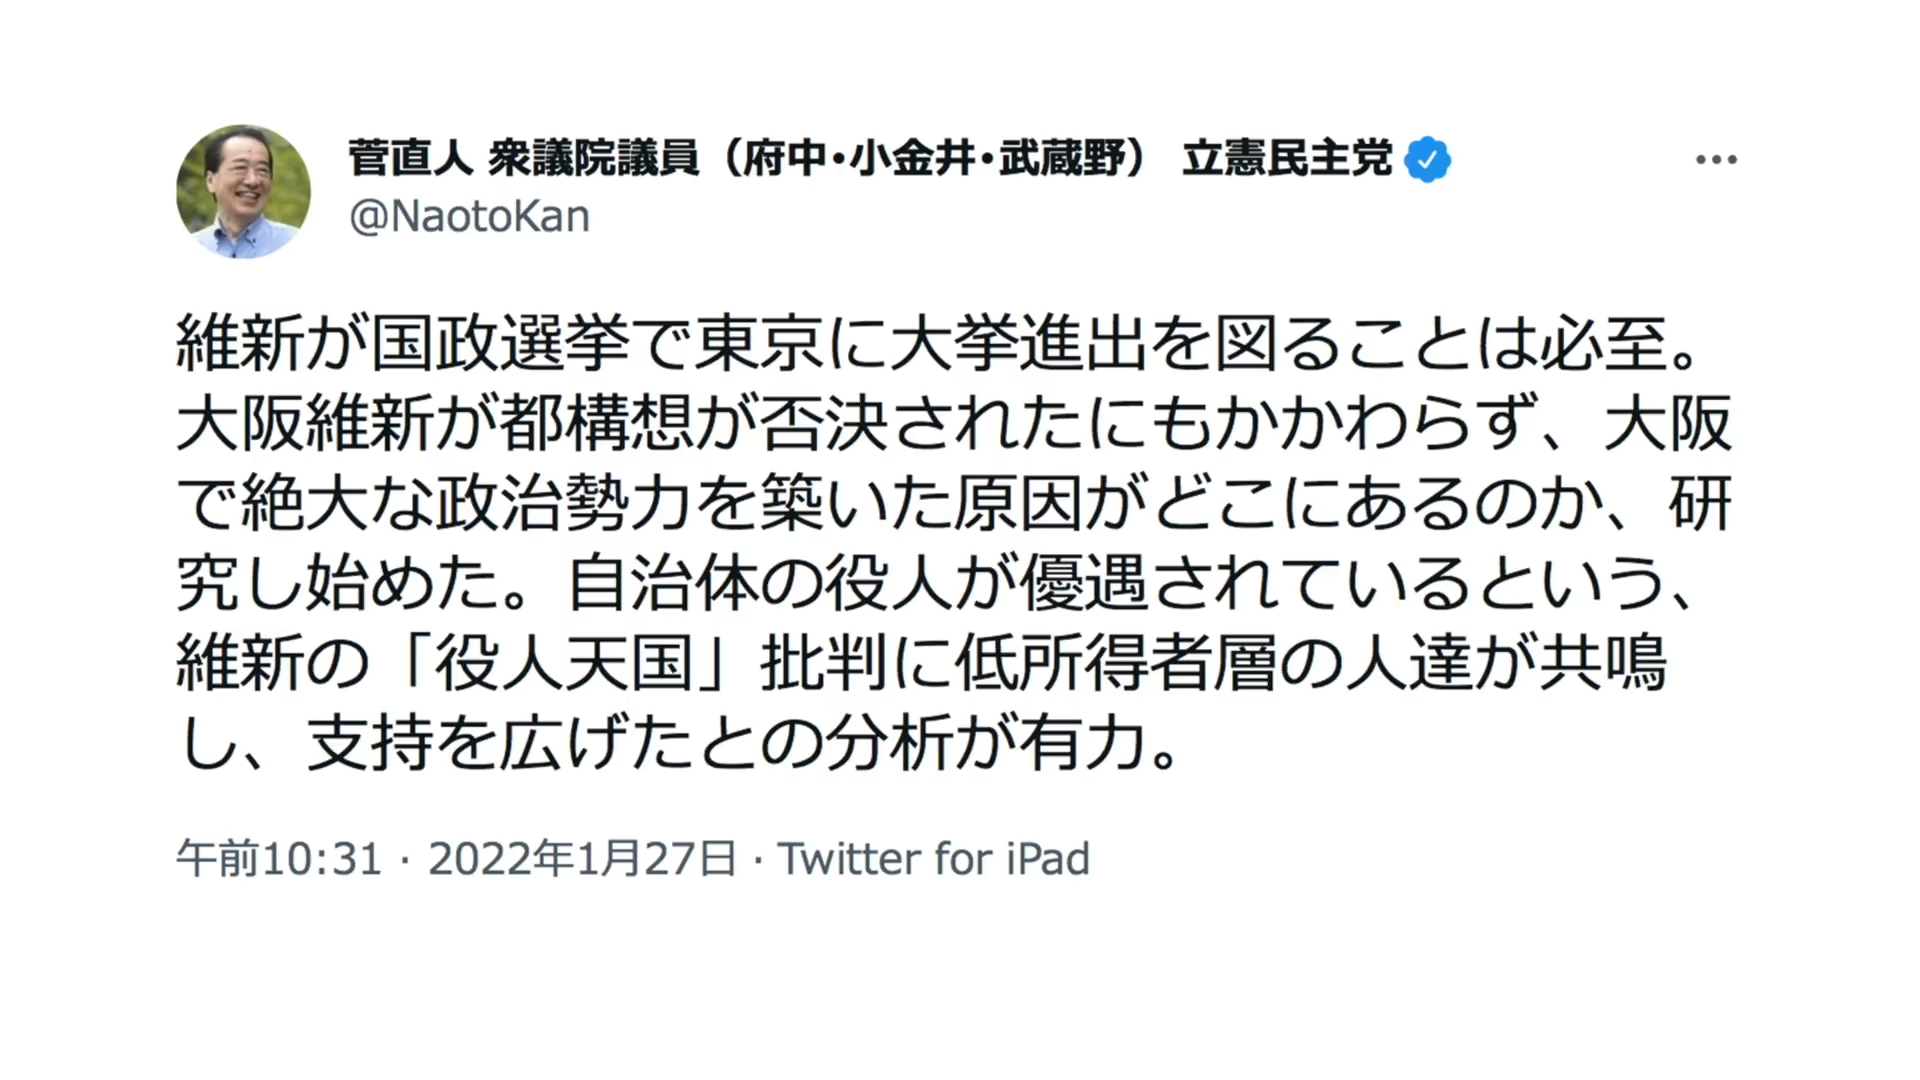 菅直人 衆議院議員（府中・小金井・武蔵野） 立憲民主党
@NaotoKan
維新が国政選挙で東京に大挙進出を図ることは必至。
大阪維新が都構想が否決されたにもかかわらず、大阪
で絶大な政治勢力を築いた原因がどこにあるのか、研
究し始めた。自治体の役人が優遇されているという、
維新の「役人天国」批判に低所得者層の人達が共鳴
し、支持を広げたとの分析が有力。
午前10:31 · 2022年1月27日 · Twitter for iPad